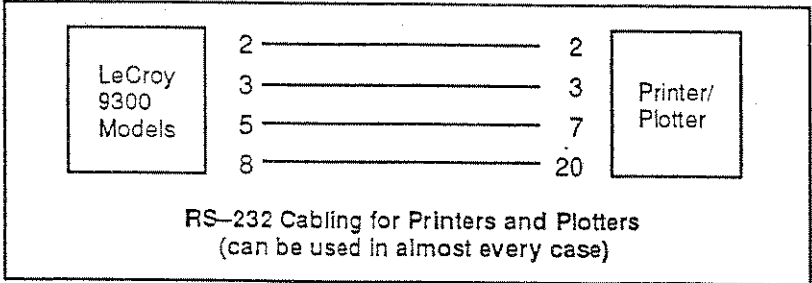 LeCroy
9300
Models
2 2
3 3
5 7
8 20
Printer/
Plotter
RS–232 Cabling for Printers and Plotters
(can be used in almost every case)